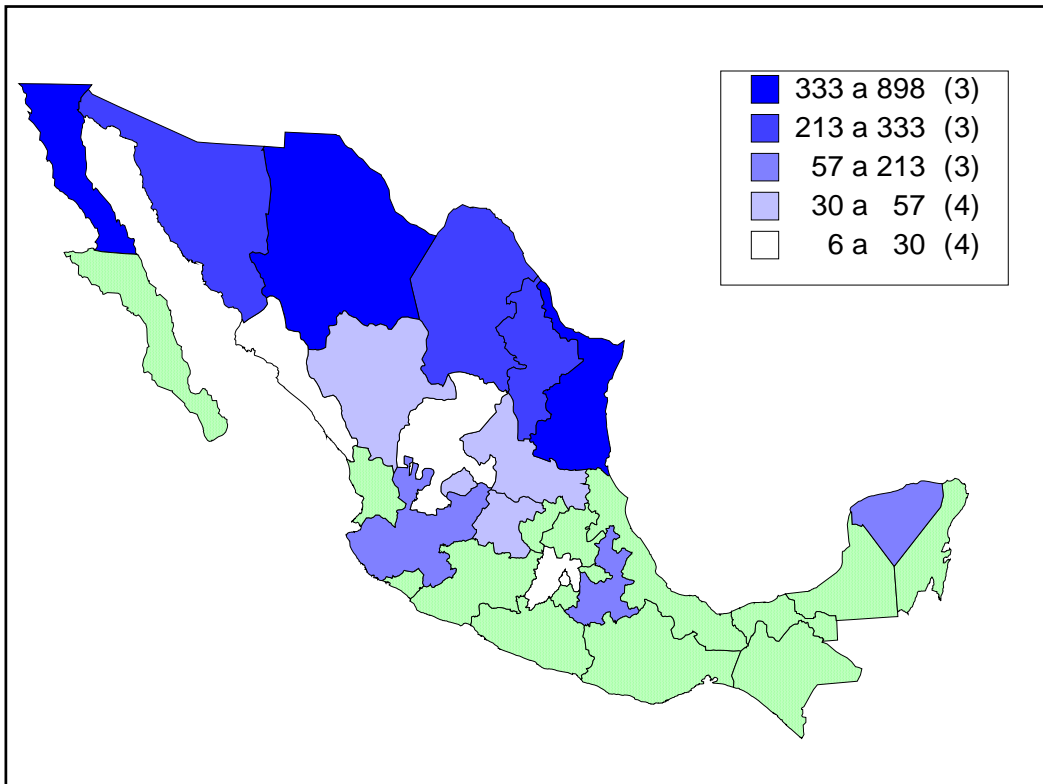 333 a 898 (3)
213 a 333 (3)
57 a 213 (3)
30 a 57 (4)
6 a 30 (4)